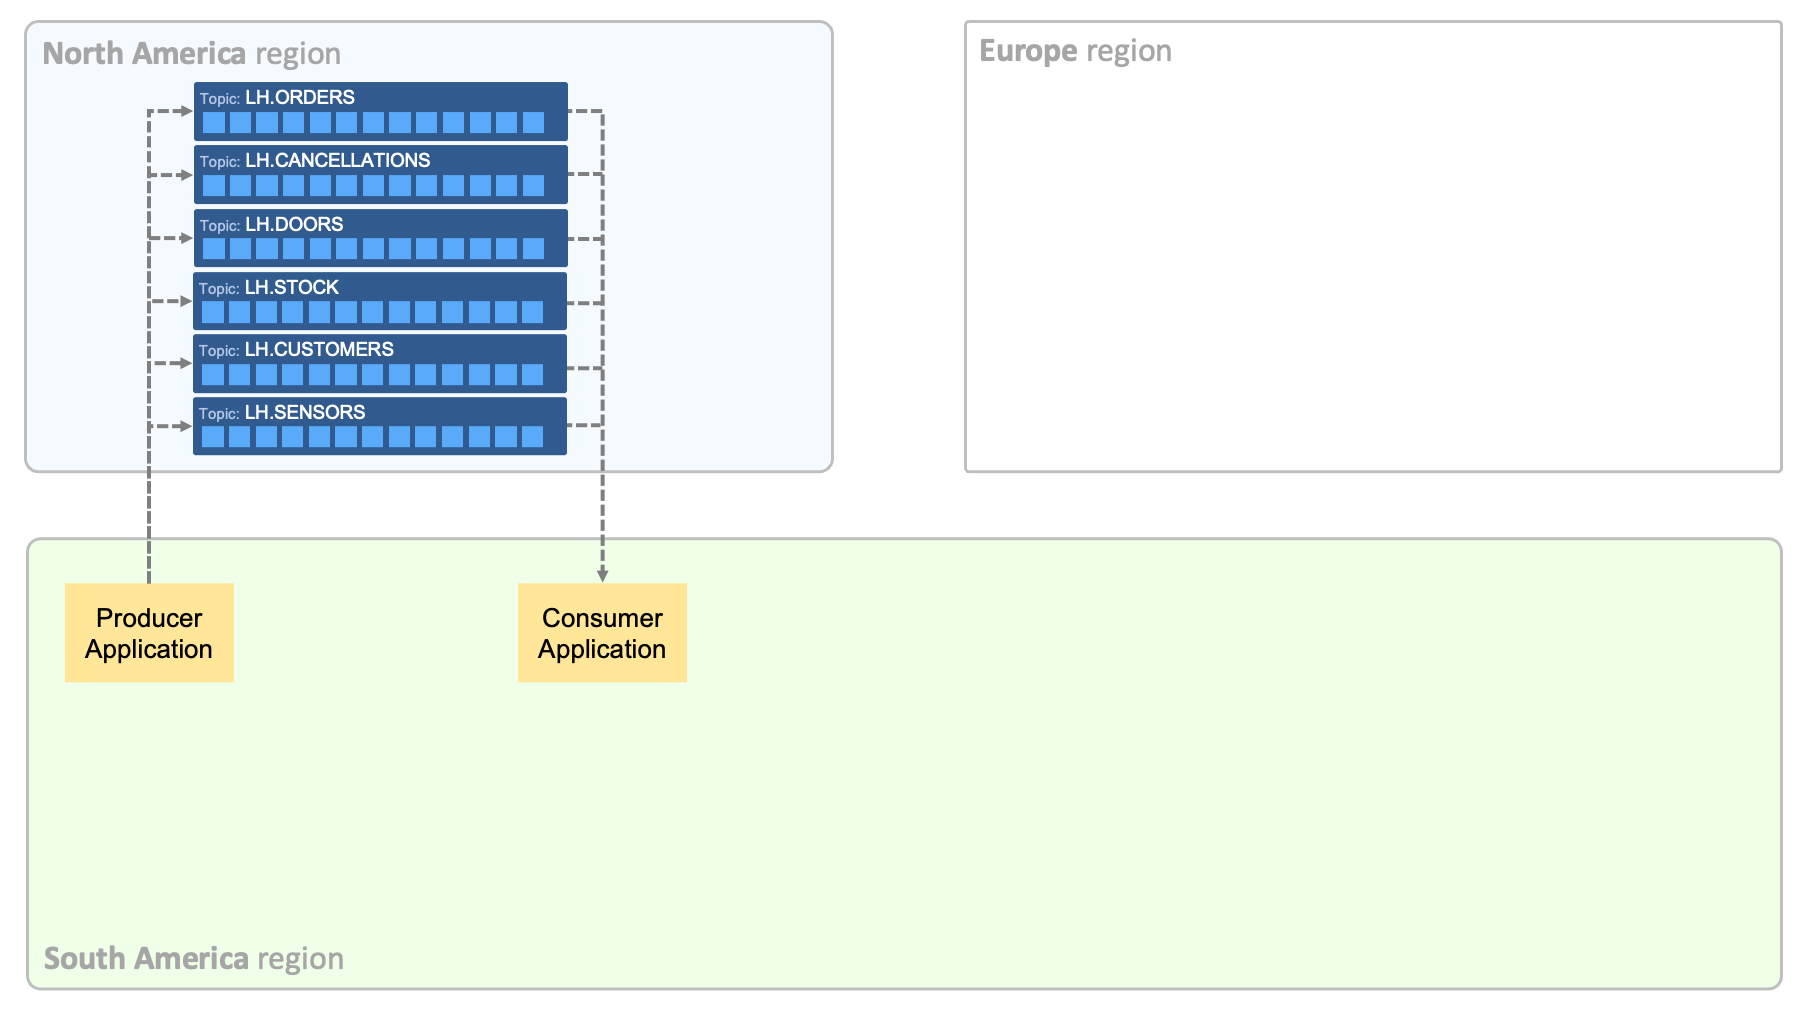 North America region
Topic: LH.ORDERS
Topic: LH.CANCELLATIONS
Topic: LH.DOORS
Topic: LH.STOCK
Topic: LH.CUSTOMERS
Topic: LH.SENSORS
Europe region
Producer
Application
Consumer
Application
South America region